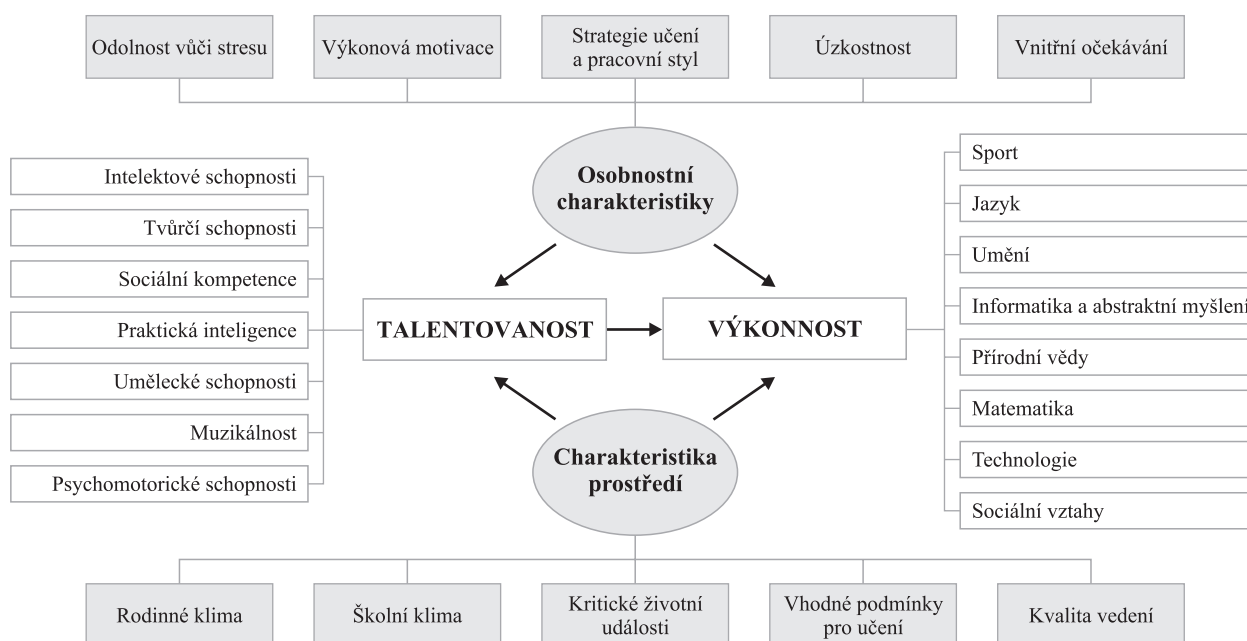 Odolnost vůči stresu
Výkonová motivace
Strategie učení
a pracovní styl
Úzkostnost
Vnitřní očekávání
Osobnostní
charakteristiky
Intelektové schopnosti
Tvůrčí schopnosti
Sociální kompetence
Praktická inteligence
Umělecké schopnosti
Muzikálnost
Psychomotorické schopnosti
TALENTOVANOST
VÝKONNOST
Sport
Jazyk
Umění
Informatika a abstraktní myšlení
Přírodní vědy
Matematika
Technologie
Sociální vztahy
Charakteristika
prostředí
Rodinné klima
Školní klima
Kritické životní
události
Vhodné podmínky
pro učení
Kvalita vedení